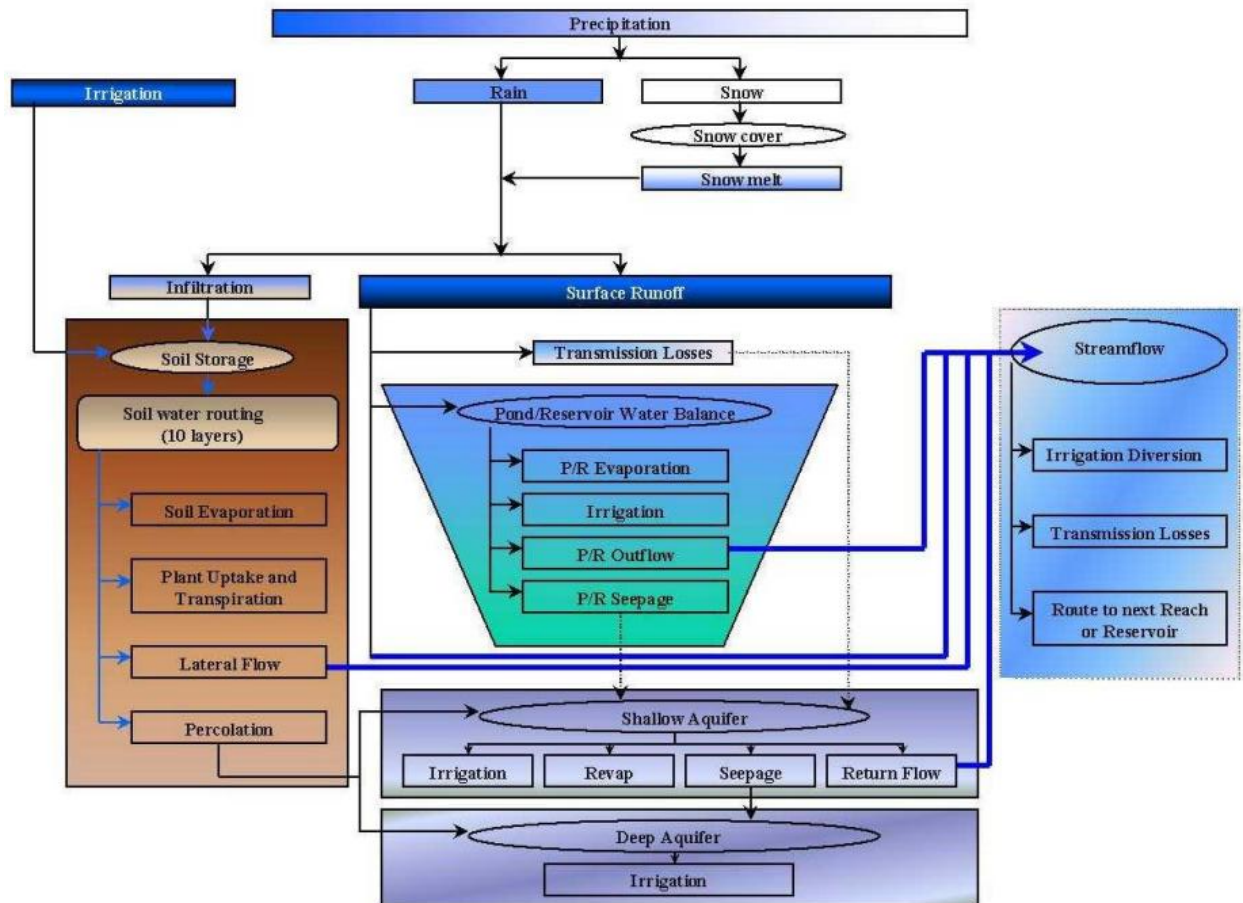 Precipitation
Irrigation
Rain
Snow
Snow cover
Snow melt
Infiltration
Surface Runoff
Soil Storage
Transmission Losses
Streamflow
Soil water routing
(10 layers)
Pond/Reservoir Water Balance
P/R Evaporation
Irrigation
P/R Outflow
P/R Seepage
Irrigation Diversion
Transmission Losses
Route to next Reach
or Reservoir
Soil Evaporation
Plant Uptake and
Transpiration
Lateral Flow
Percolation
Shallow Aquifer
Irrigation
Revap
Seepage
Return Flow
Deep Aquifer
Irrigation